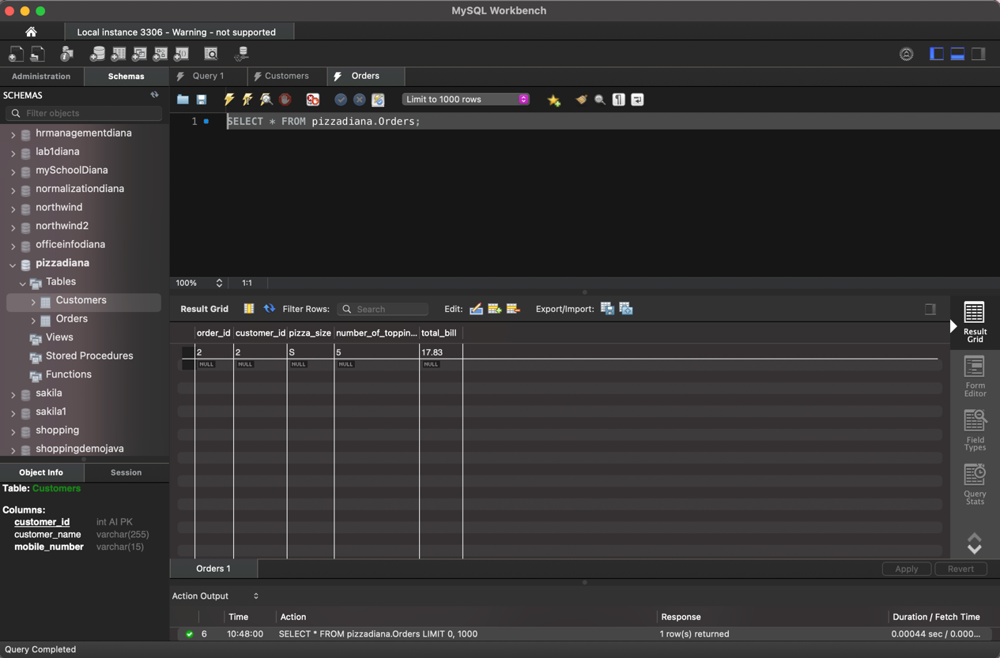 MySQL Workbench
Local instance 3306 - Warning - not supported
Administration
Schemas
Query 1
Customers
Orders
SCHEMAS
Filter objects
Limit to 1000 rows
1
SELECT * FROM pizzadiana.Orders;
hrmanagementdiana
lab1diana
mySchoolDiana
normalizationdiana
northwind
northwind2
officeinfodiana
pizzadiana
Tables
Customers
Orders
Views
Stored Procedures
Functions
sakila
sakila1
shopping
shoppingdemojava
100%
1:1
Result Grid
Filter Rows:
Search
Edit:
Export/Import:
order_id customer_id pizza_size number_of_toppin... total_bill
2 2 S 5 17.83
NULL NULL NULL NULL NULL
Result
Grid
Form
Editor
Field
Types
Query
Stats
Object Info
Session
Table: Customers
Columns:
customer_id int AI PK
customer_name varchar(255)
mobile_number varchar(15)
Orders 1
Apply
Revert
Action Output
Time Action Response Duration / Fetch Time
6 10:48:00 SELECT * FROM pizzadiana.Orders LIMIT 0, 1000 1 row(s) returned 0.00044 sec / 0.000...
Query Completed